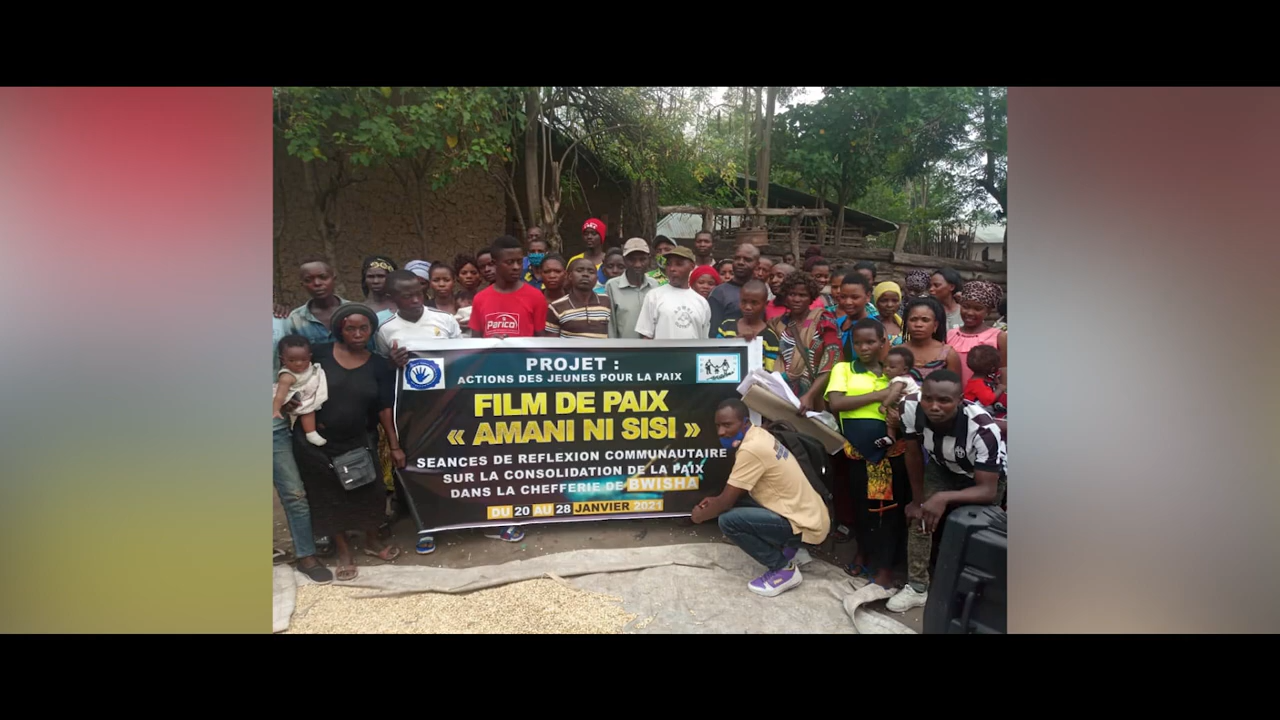 Parico
PROJET :
ACTIONS DES JEUNES POUR LA PAIX
FILM DE PAIX
« AMANI NI SISI »
SEANCES DE REFLEXION COMMUNAUTAIRE
SUR LA CONSOLIDATION DE LA PAIX
DANS LA CHEFFERIE DE BWISHA
DU 20 AU 28 JANVIER 2021